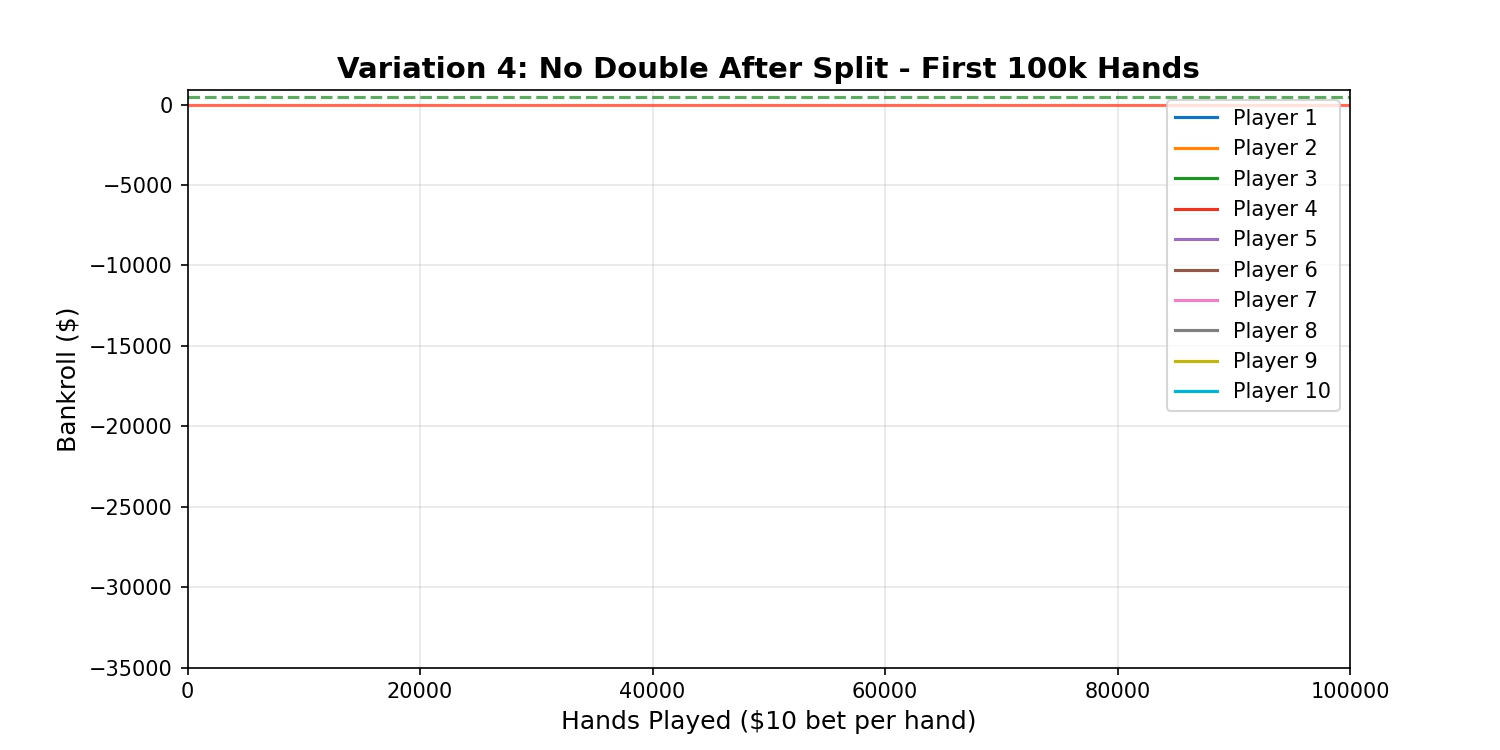 Variation 4: No Double After Split - First 100k Hands
0
−5000
−10000
−15000
−20000
−25000
−30000
−35000
Bankroll ($)
Player 1
Player 2
Player 3
Player 4
Player 5
Player 6
Player 7
Player 8
Player 9
Player 10
0 20000 40000 60000 80000 100000
Hands Played ($10 bet per hand)